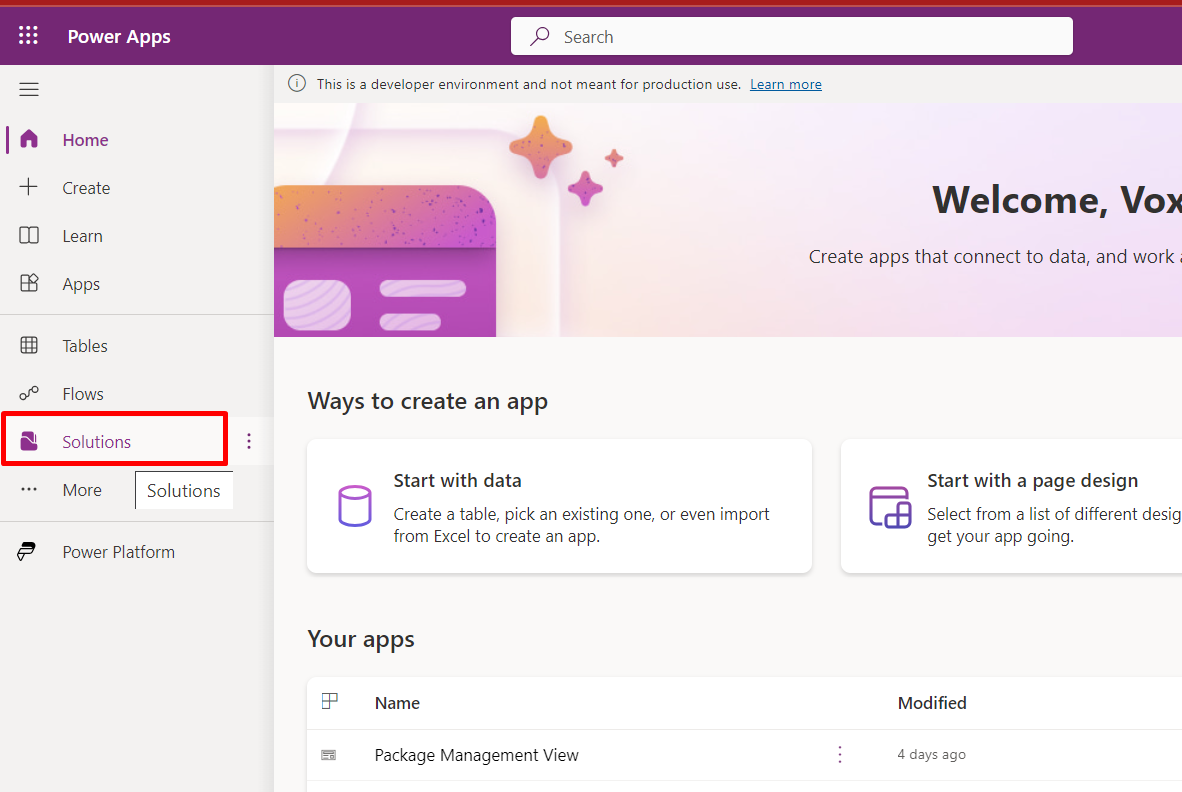 Power Apps
Search
This is a developer environment and not meant for production use. Learn more
Home
Create
Learn
Apps
Tables
Flows
Solutions
More
Solutions
Power Platform
Welcome, Vox
Create apps that connect to data, and work
Ways to create an app
Start with data
Create a table, pick an existing one, or even import
from Excel to create an app.
Start with a page design
Select from a list of different desig
get your app going.
Your apps
Name Modified
Package Management View 4 days ago